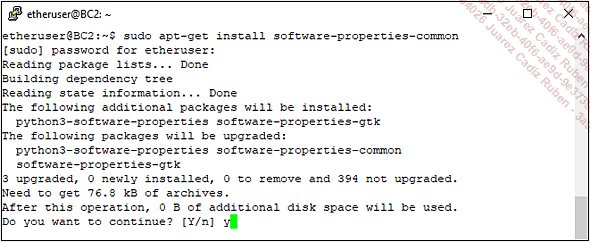 etheruser@BC2: ~
etheruser@BC2:~$ sudo apt-get install software-properties-common
[sudo] password for etheruser:
Reading package lists... Done
Building dependency tree
Reading state information... Done
The following additional packages will be installed:
  python3-software-properties software-properties-gtk
The following packages will be upgraded:
  python3-software-properties software-properties-common
  software-properties-gtk
3 upgraded, 0 newly installed, 0 to remove and 394 not upgraded.
Need to get 76.8 kB of archives.
After this operation, 0 B of additional disk space will be used.
Do you want to continue? [Y/n] y
Juarez Cadiz Ruben